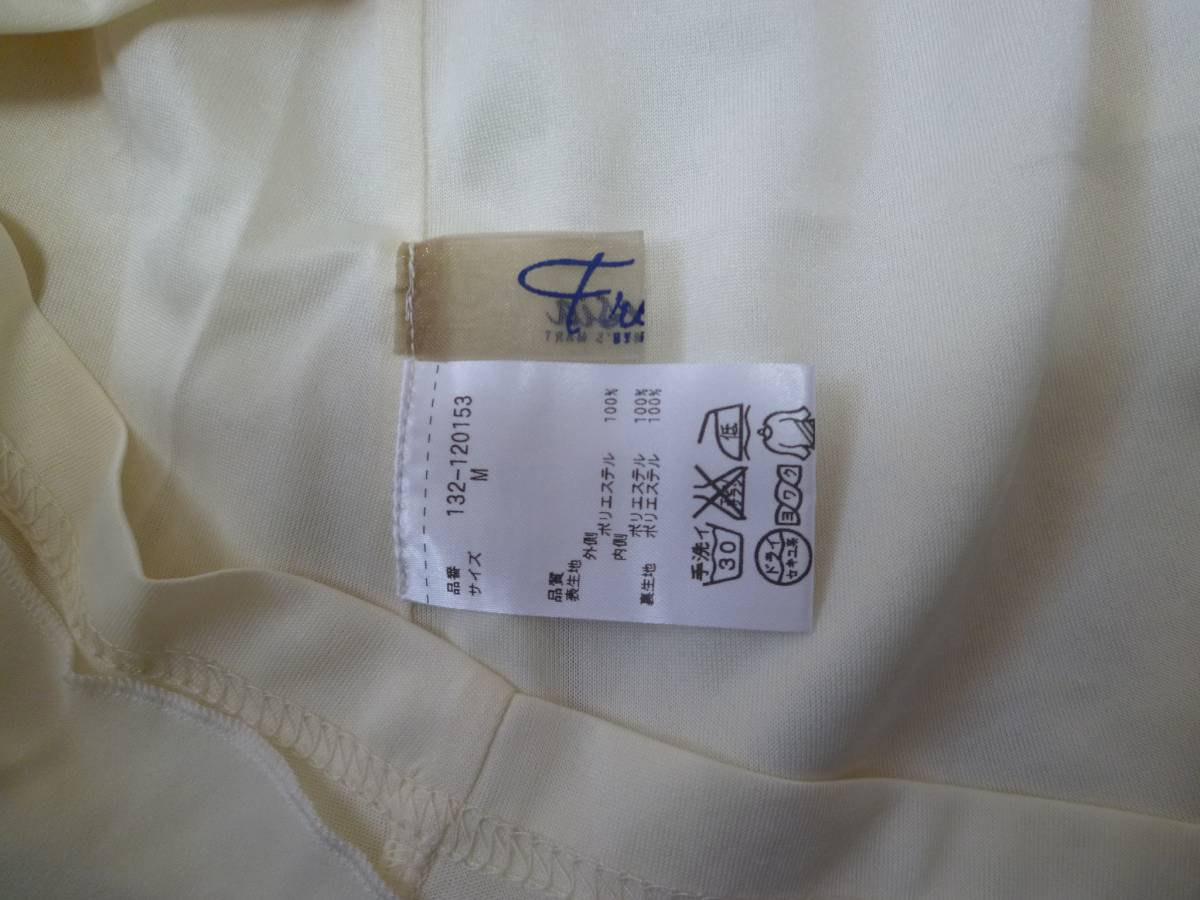 Fr
品番 132-120153
サイズ M
品質
表生地
外側
ポリエステル 100%
内側
ポリエステル 100%
裏生地 ポリエステル 100%
手洗イ
30
低
ドライ
セキユ系
ヨワク